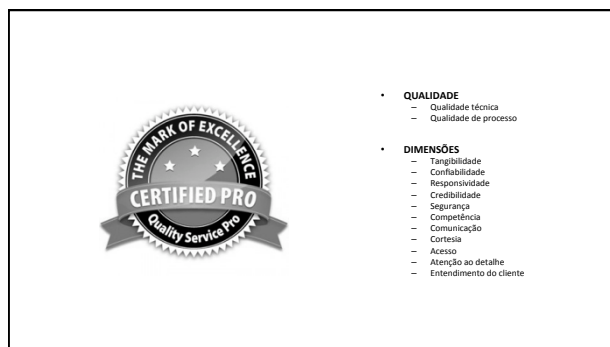 THE MARK OF EXCELLENCE
CERTIFIED PRO
Quality Service Pro
• QUALIDADE
– Qualidade técnica
– Qualidade de processo
• DIMENSÕES
– Tangibilidade
– Confiabilidade
– Responsividade
– Credibilidade
– Segurança
– Competência
– Comunicação
– Cortesia
– Acesso
– Atenção ao detalhe
– Entendimento do cliente